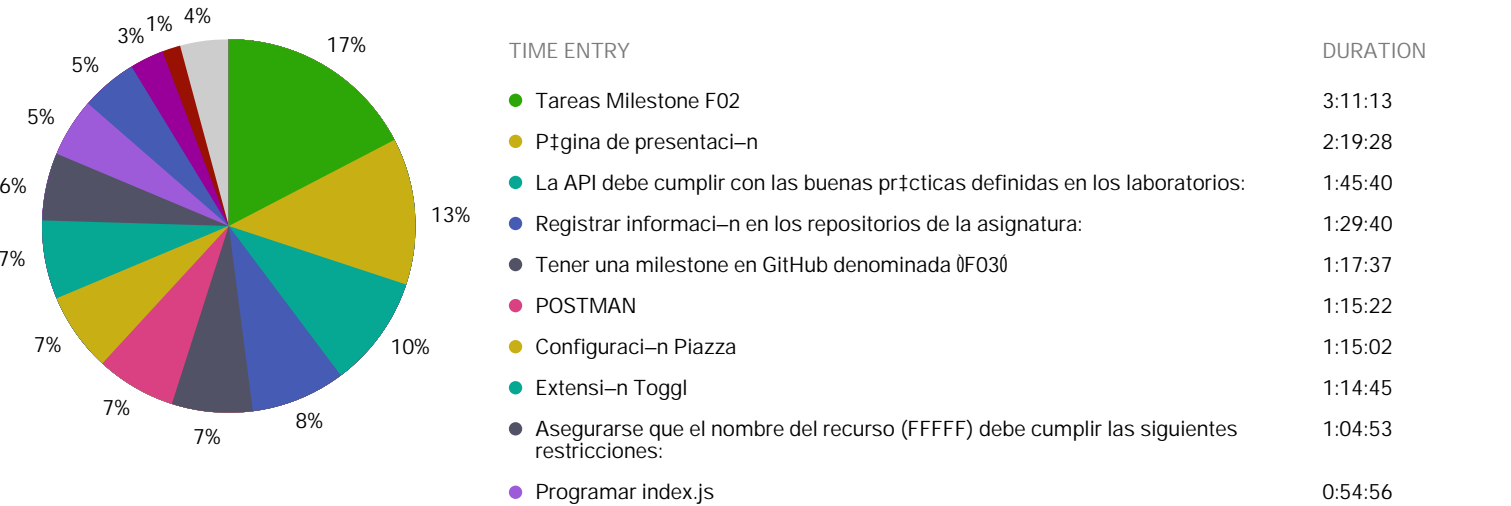 4%
1%
3%
17%
5%
5%
6%
13%
7%
10%
7%
7%
7%
8%
TIME ENTRY DURATION
Tareas Milestone F02 3:11:13
P‡gina de presentaci–n 2:19:28
La API debe cumplir con las buenas pr‡cticas definidas en los laboratorios: 1:45:40
Registrar informaci–n en los repositorios de la asignatura: 1:29:40
Tener una milestone en GitHub denominada ÒF03Ó 1:17:37
POSTMAN 1:15:22
Configuraci–n Piazza 1:15:02
Extensi–n Toggl 1:14:45
Asegurarse que el nombre del recurso (FFFFF) debe cumplir las siguientes 1:04:53
restricciones:
Programar index.js 0:54:56